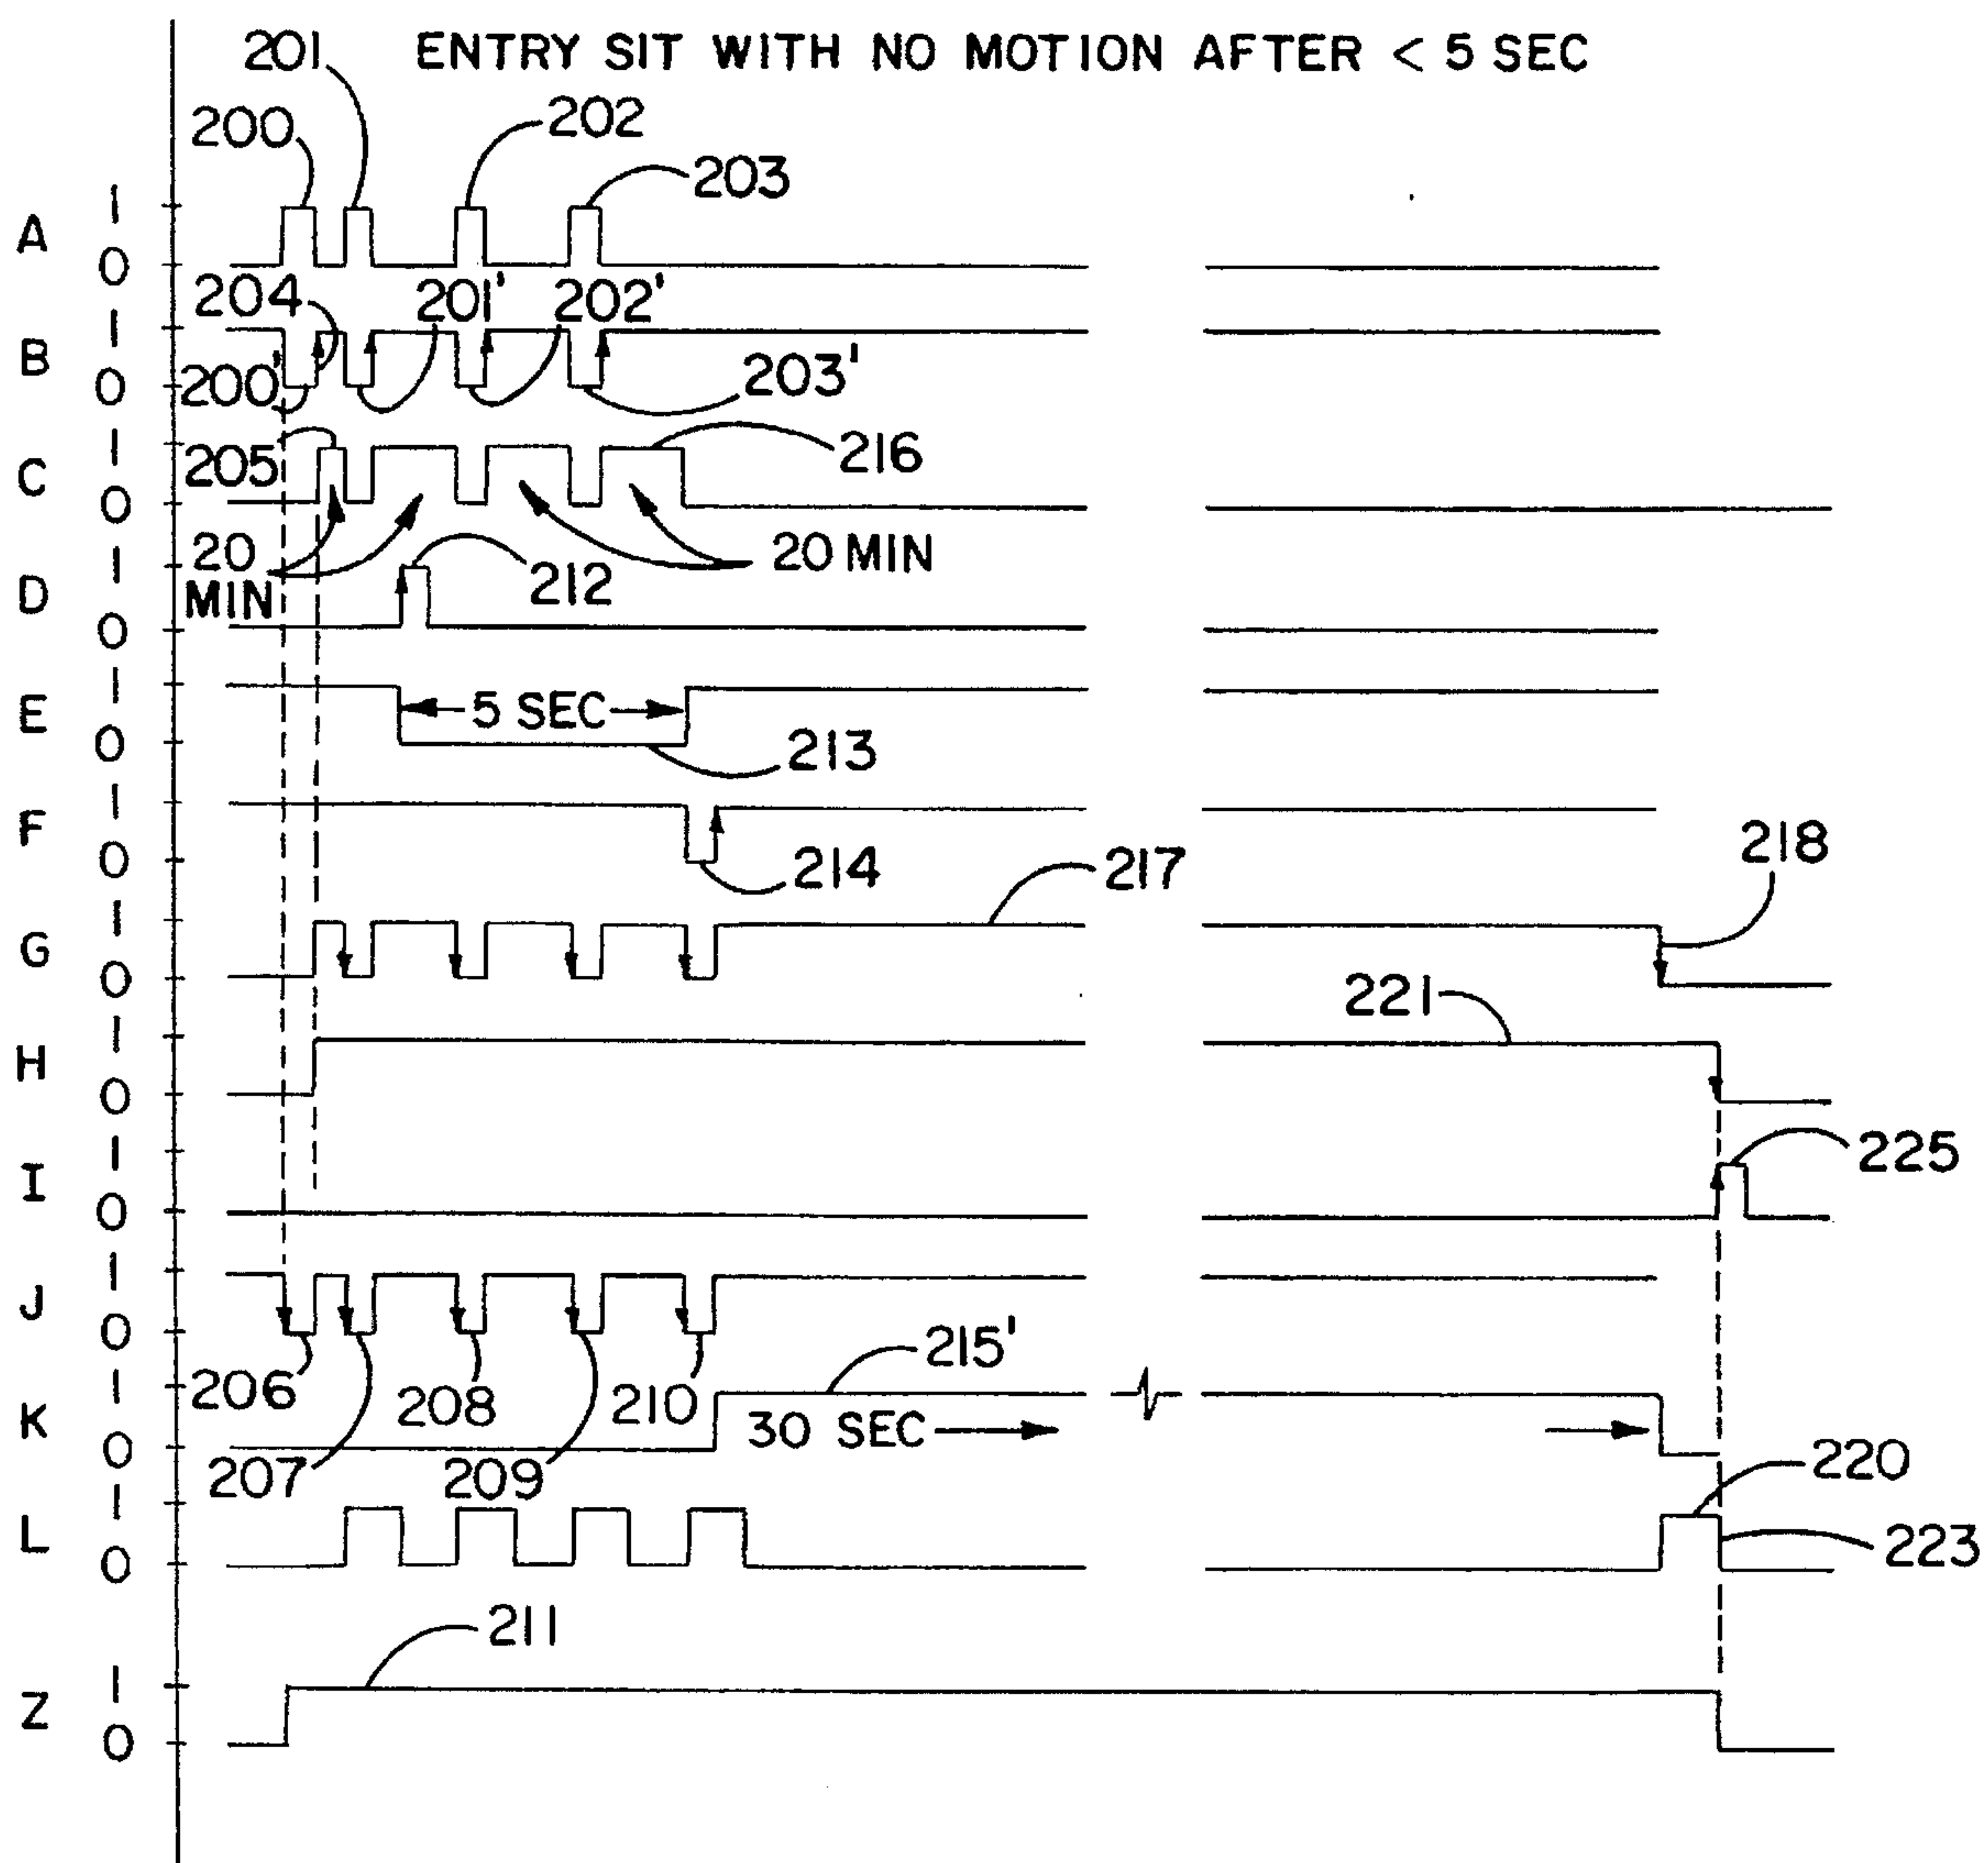 201 ENTRY SIT WITH NO MOTION AFTER < 5 SEC
200 202
203
1
A
0
204 201' 202'
1
B
0 200' 203'
1
C 205 216
0
20 MIN 20 MIN
1
D 212
0
1
E 5 SEC
0 213
1
F 218
0 214 217
1
G
0
221
1
H
0
1
I 225
0
1
J
0 215'
1 206 208 210
K 30 SEC
0 207 209 220
1
L 223
0
211
1
Z
0